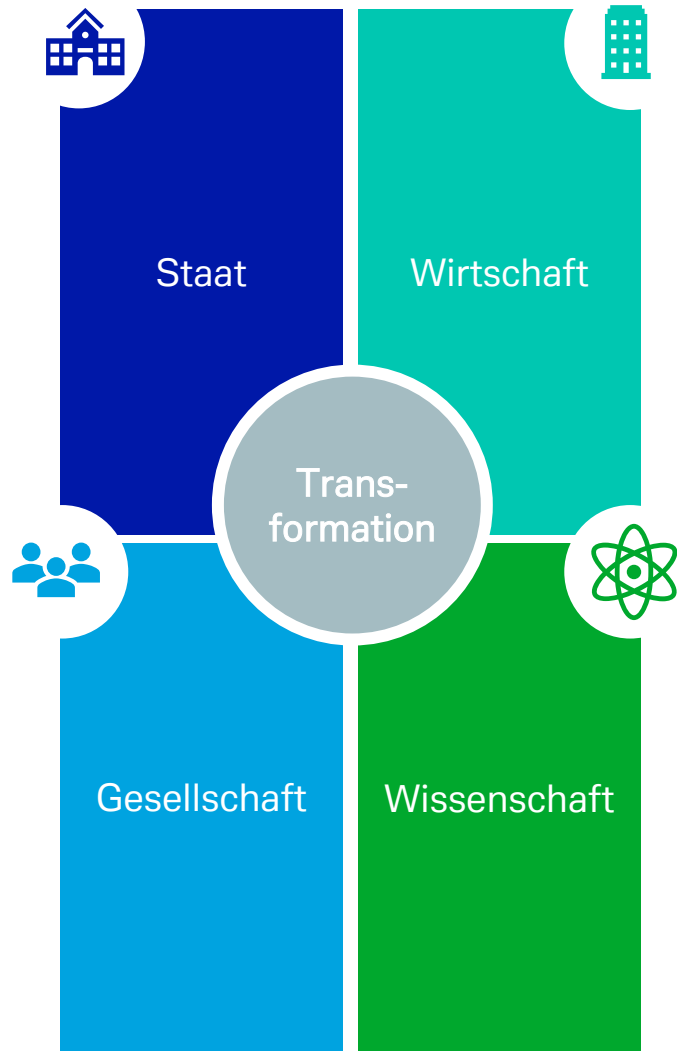 Staat
Wirtschaft
Trans-
formation
Gesellschaft
Wissenschaft